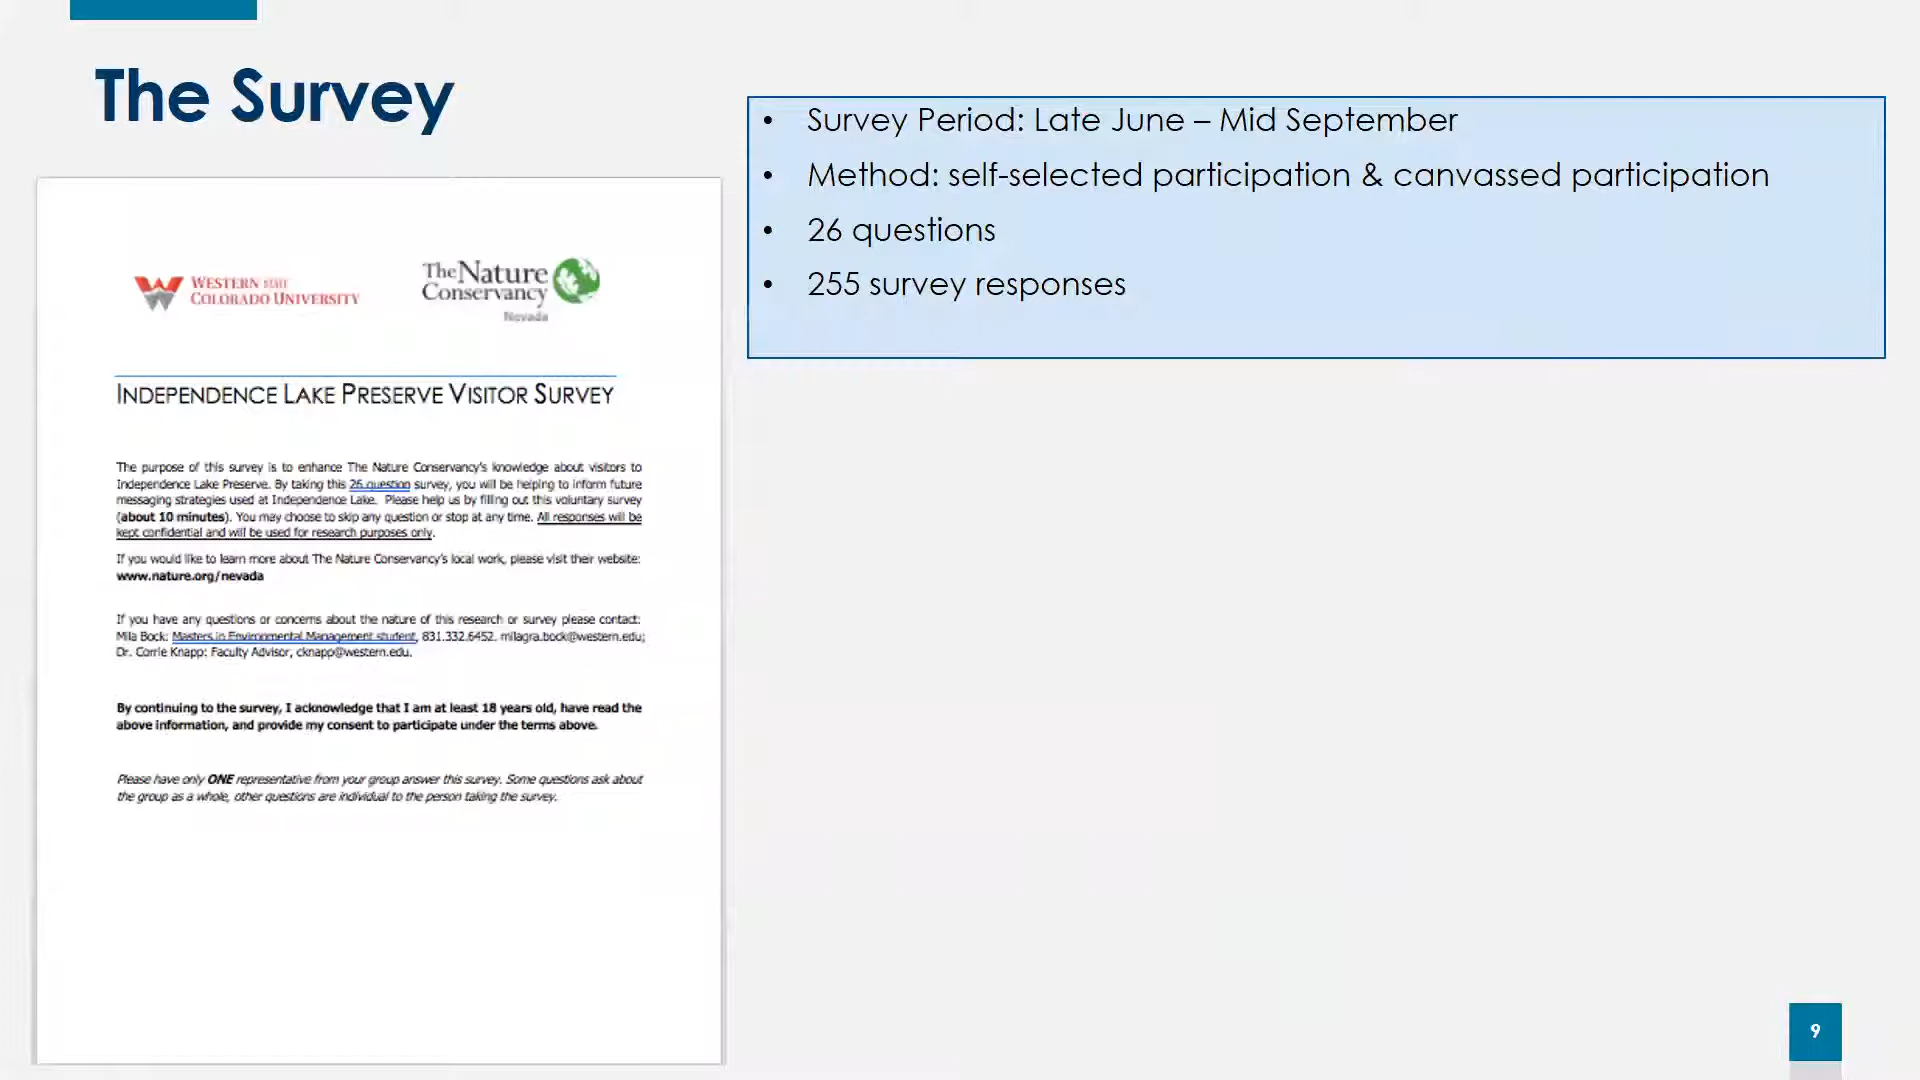 The Survey
WESTERN STATE
COLORADO UNIVERSITY
The Nature
Conservancy
Nevada
INDEPENDENCE LAKE PRESERVE VISITOR SURVEY
The purpose of this survey is to enhance The Nature Conservancy's knowledge about visitors to
Independence Lake Preserve. By taking this 26 question survey, you will be helping to inform future
messaging strategies used at Independence Lake. Please help us by filling out this voluntary survey
(about 10 minutes). You may choose to skip any question or stop at any time. All responses will be
kept confidential and will be used for research purposes only.
If you would like to learn more about The Nature Conservancy's local work, please visit their website:
www.nature.org/nevada
If you have any questions or concerns about the nature of this research or survey please contact:
Mila Bock: Masters in Environmental Management student, 831.332.6452. milagra.bock@western.edu;
Dr. Corrie Knapp: Faculty Advisor, cknapp@western.edu.
By continuing to the survey, I acknowledge that I am at least 18 years old, have read the
above information, and provide my consent to participate under the terms above.
Please have only ONE representative from your group answer this survey. Some questions ask about
the group as a whole, other questions are individual to the person taking the survey.
• Survey Period: Late June – Mid September
• Method: self-selected participation & canvassed participation
• 26 questions
• 255 survey responses
9